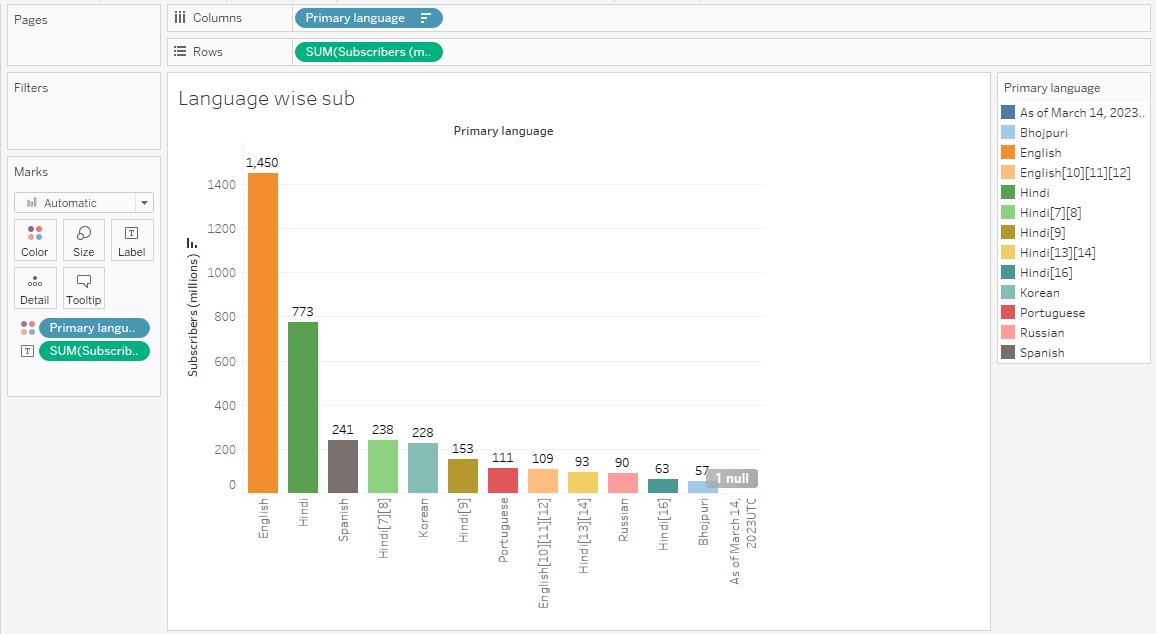 Pages
Columns
Primary language
Rows
SUM(Subscribers (m..
Filters
Marks
Automatic
Color
Size
Label
Detail
Tooltip
Primary langu..
SUM(Subscrib..
Language wise sub
Primary language
Subscribers (millions)
1400
1200
1000
800
600
400
200
0
1,450
773
241
238
228
153
111
109
93
90
63
57
1 null
English
Hindi
Spanish
Hindi[7][8]
Korean
Hindi[9]
Portuguese
English[10][11][12]
Hindi[13][14]
Russian
Hindi[16]
Bhojpuri
As of March 14,
2023UTC
Primary language
As of March 14, 2023..
Bhojpuri
English
English[10][11][12]
Hindi
Hindi[7][8]
Hindi[9]
Hindi[13][14]
Hindi[16]
Korean
Portuguese
Russian
Spanish